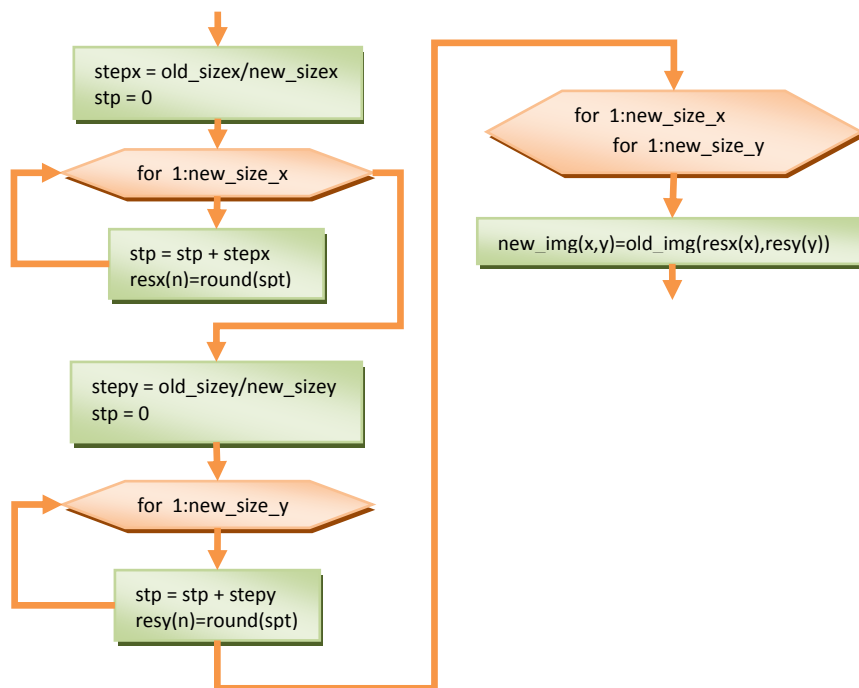 stepx = old_sizex/new_sizex
stp = 0
for 1:new_size_x
stp = stp + stepx
resx(n)=round(spt)
stepy = old_sizey/new_sizey
stp = 0
for 1:new_size_y
stp = stp + stepy
resy(n)=round(spt)
for 1:new_size_x
for 1:new_size_y
new_img(x,y)=old_img(resx(x),resy(y))